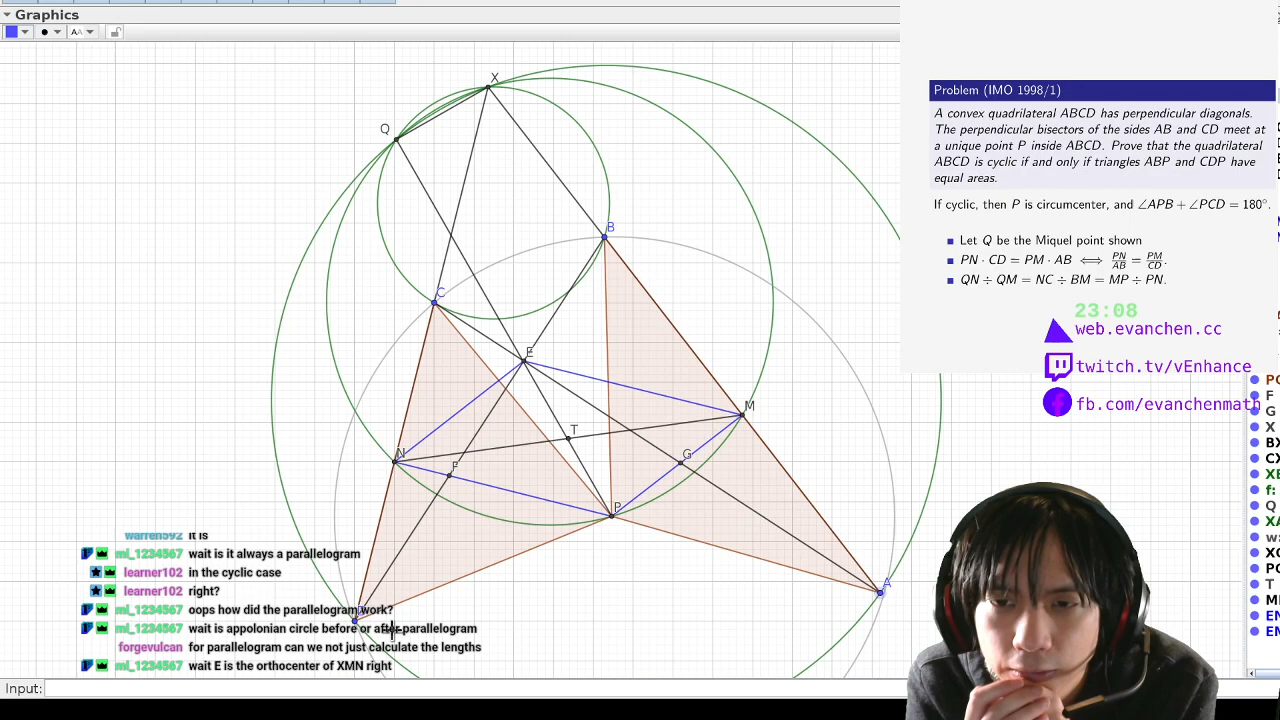 Graphics
AA
Problem (IMO 1998/1)
A convex quadrilateral ABCD has perpendicular diagonals.
The perpendicular bisectors of the sides AB and CD meet at
a unique point P inside ABCD. Prove that the quadrilateral
ABCD is cyclic if and only if triangles ABP and CDP have
equal areas.
If cyclic, then P is circumcenter, and ∠APB + ∠PCD = 180°.
Let Q be the Miquel point shown
PN · CD = PM · AB ⟺ PN/AB = PM/CD.
QN ÷ QM = NC ÷ BM = MP ÷ PN.
23:08
web.evanchen.cc
twitch.tv/vEnhance
fb.com/evanchenmath
X
Q
B
C
E
M
T
N
F
G
P
A
warren592 it is
mi_1234567 wait is it always a parallelogram
learner102 in the cyclic case
learner102 right?
mi_1234567 oops how did the parallelogram work?
mi_1234567 wait is appolonian circle before or after parallelogram
forgevulcan for parallelogram can we not just calculate the lengths
mi_1234567 wait E is the orthocenter of XMN right
Input:
F
G
X
f:
Q
T